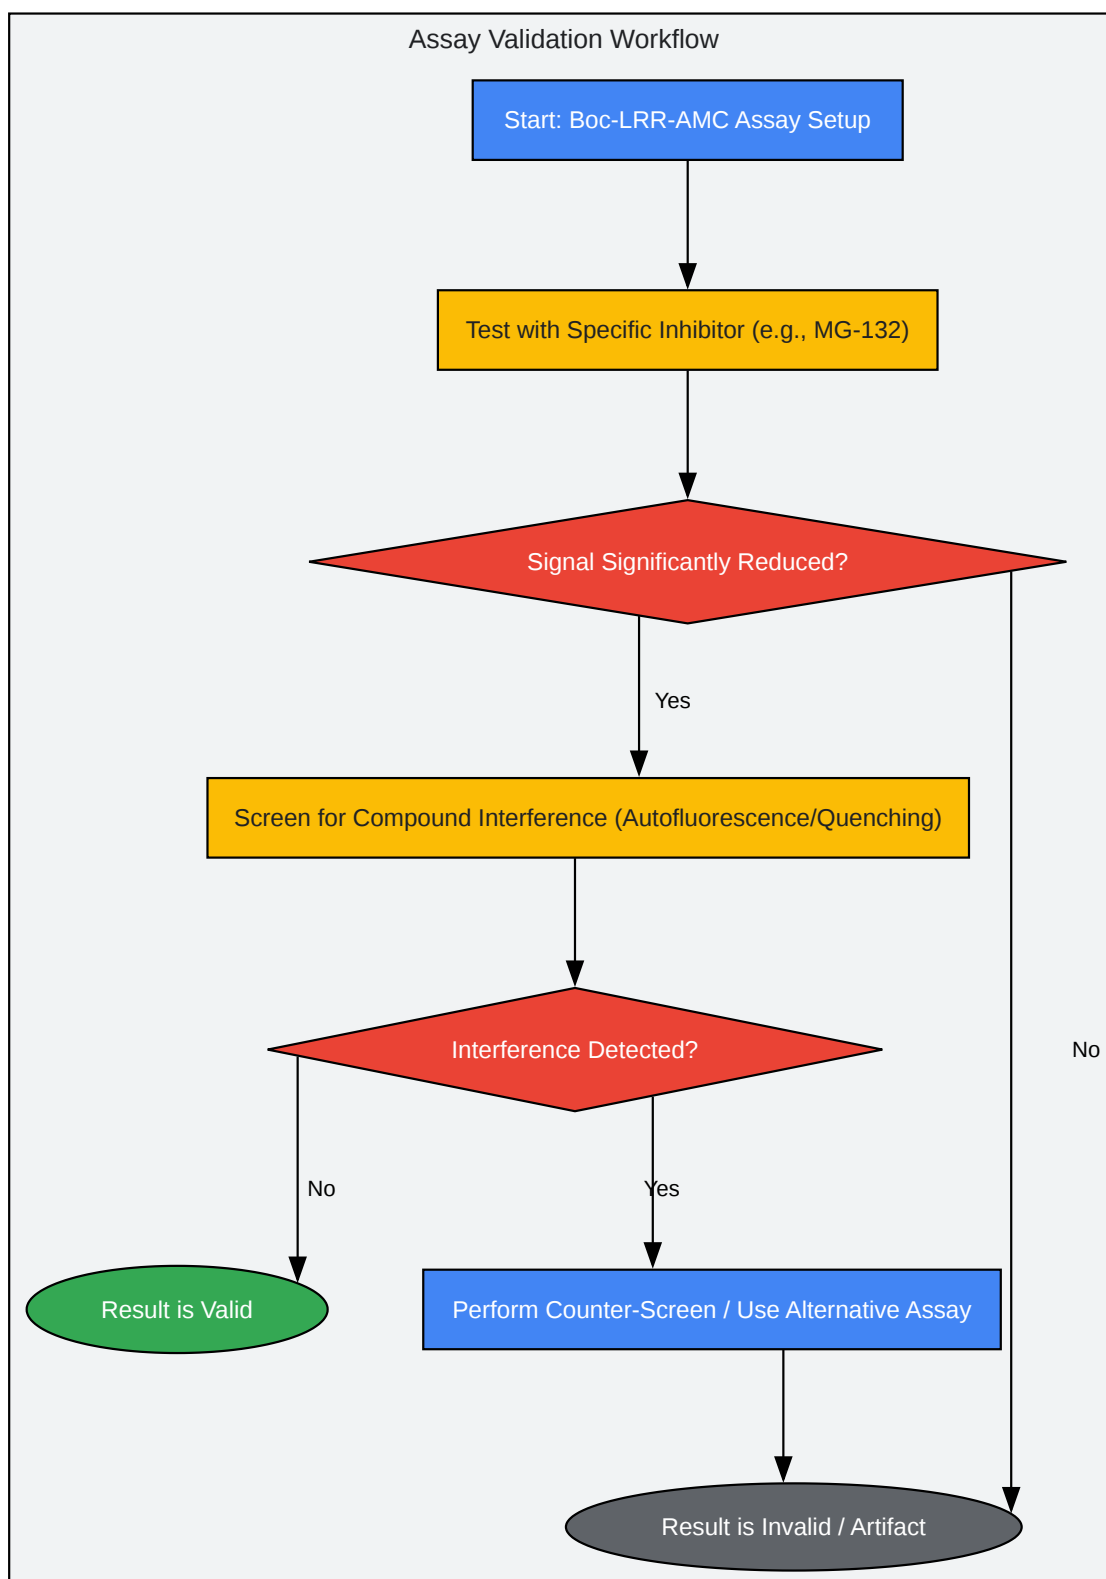 Assay Validation Workflow
Start: Boc-LRR-AMC Assay Setup
Test with Specific Inhibitor (e.g., MG-132)
Signal Significantly Reduced?
Yes
Screen for Compound Interference (Autofluorescence/Quenching)
Interference Detected?
No
No
Yes
Result is Valid
Perform Counter-Screen / Use Alternative Assay
Result is Invalid / Artifact